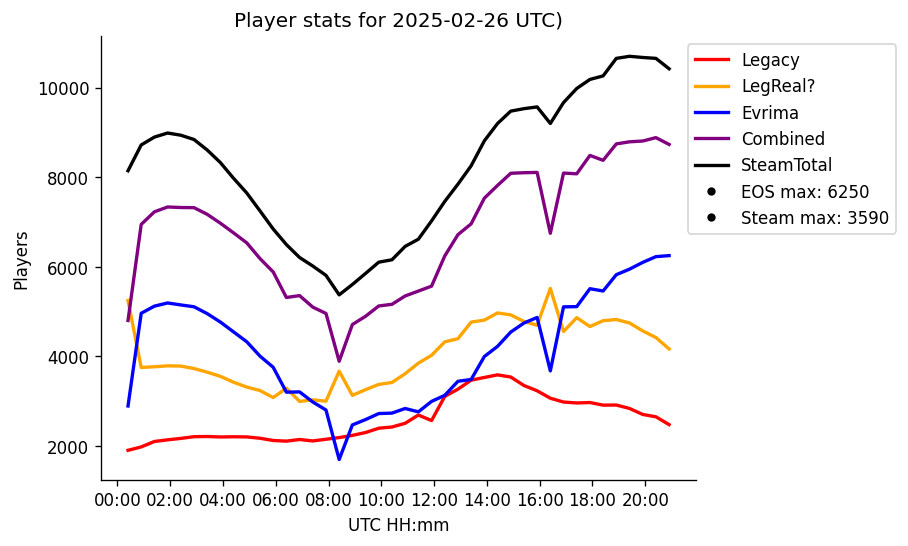 Player stats for 2025-02-26 UTC)
Legacy
LegReal?
Evrima
Combined
SteamTotal
EOS max: 6250
Steam max: 3590
Players
10000
8000
6000
4000
2000
00:00 02:00 04:00 06:00 08:00 10:00 12:00 14:00 16:00 18:00 20:00
UTC HH:mm